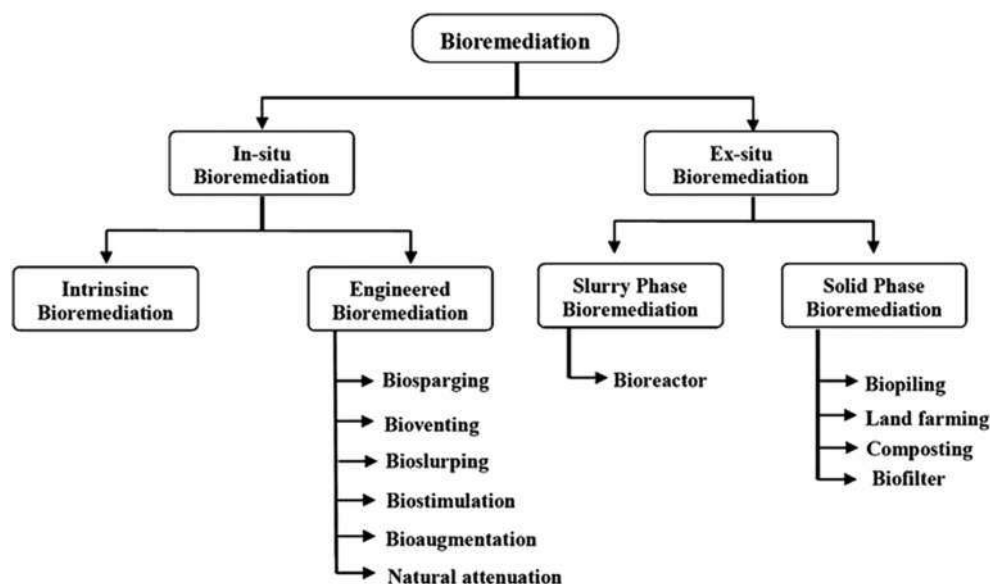 Bioremediation
In-situ
Bioremediation
Ex-situ
Bioremediation
Intrinsinc
Bioremediation
Engineered
Bioremediation
Slurry Phase
Bioremediation
Solid Phase
Bioremediation
Biosparging
Bioventing
Bioslurping
Biostimulation
Bioaugmentation
Natural attenuation
Bioreactor
Biopiling
Land farming
Composting
Biofilter